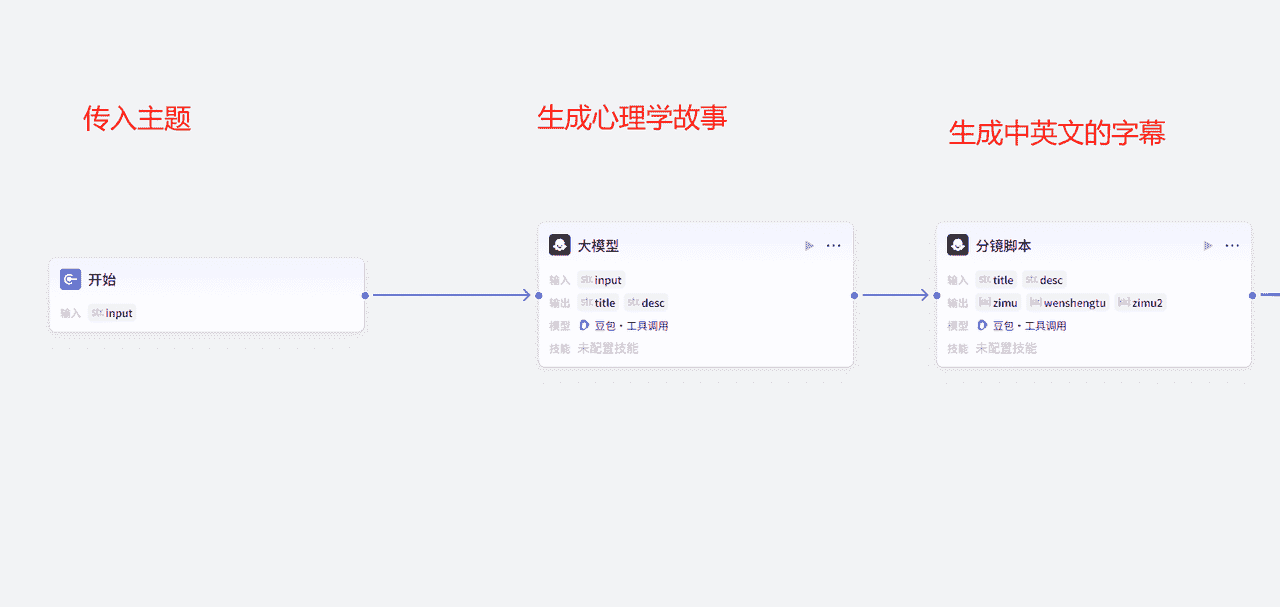 传入主题
生成心理学故事
生成中英文的字幕
开始
输入 str. input
大模型
输入 str. input
输出 str. title str. desc
模型 豆包·工具调用
技能 未配置技能
分镜脚本
输入 str. title str. desc
输出 zimu wenshengtu zimu2
模型 豆包·工具调用
技能 未配置技能